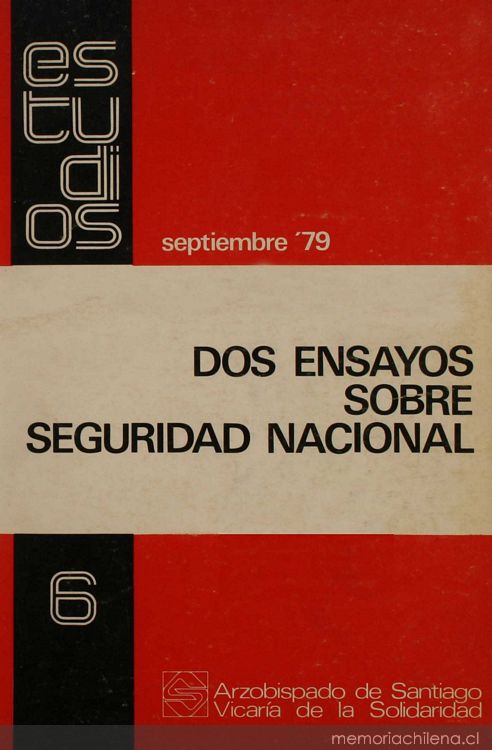 es
tu
di
os
septiembre '79
DOS ENSAYOS
SOBRE
SEGURIDAD NACIONAL
6
Arzobispado de Santiago
Vicaría de la Solidaridad
memoriachilena.cl